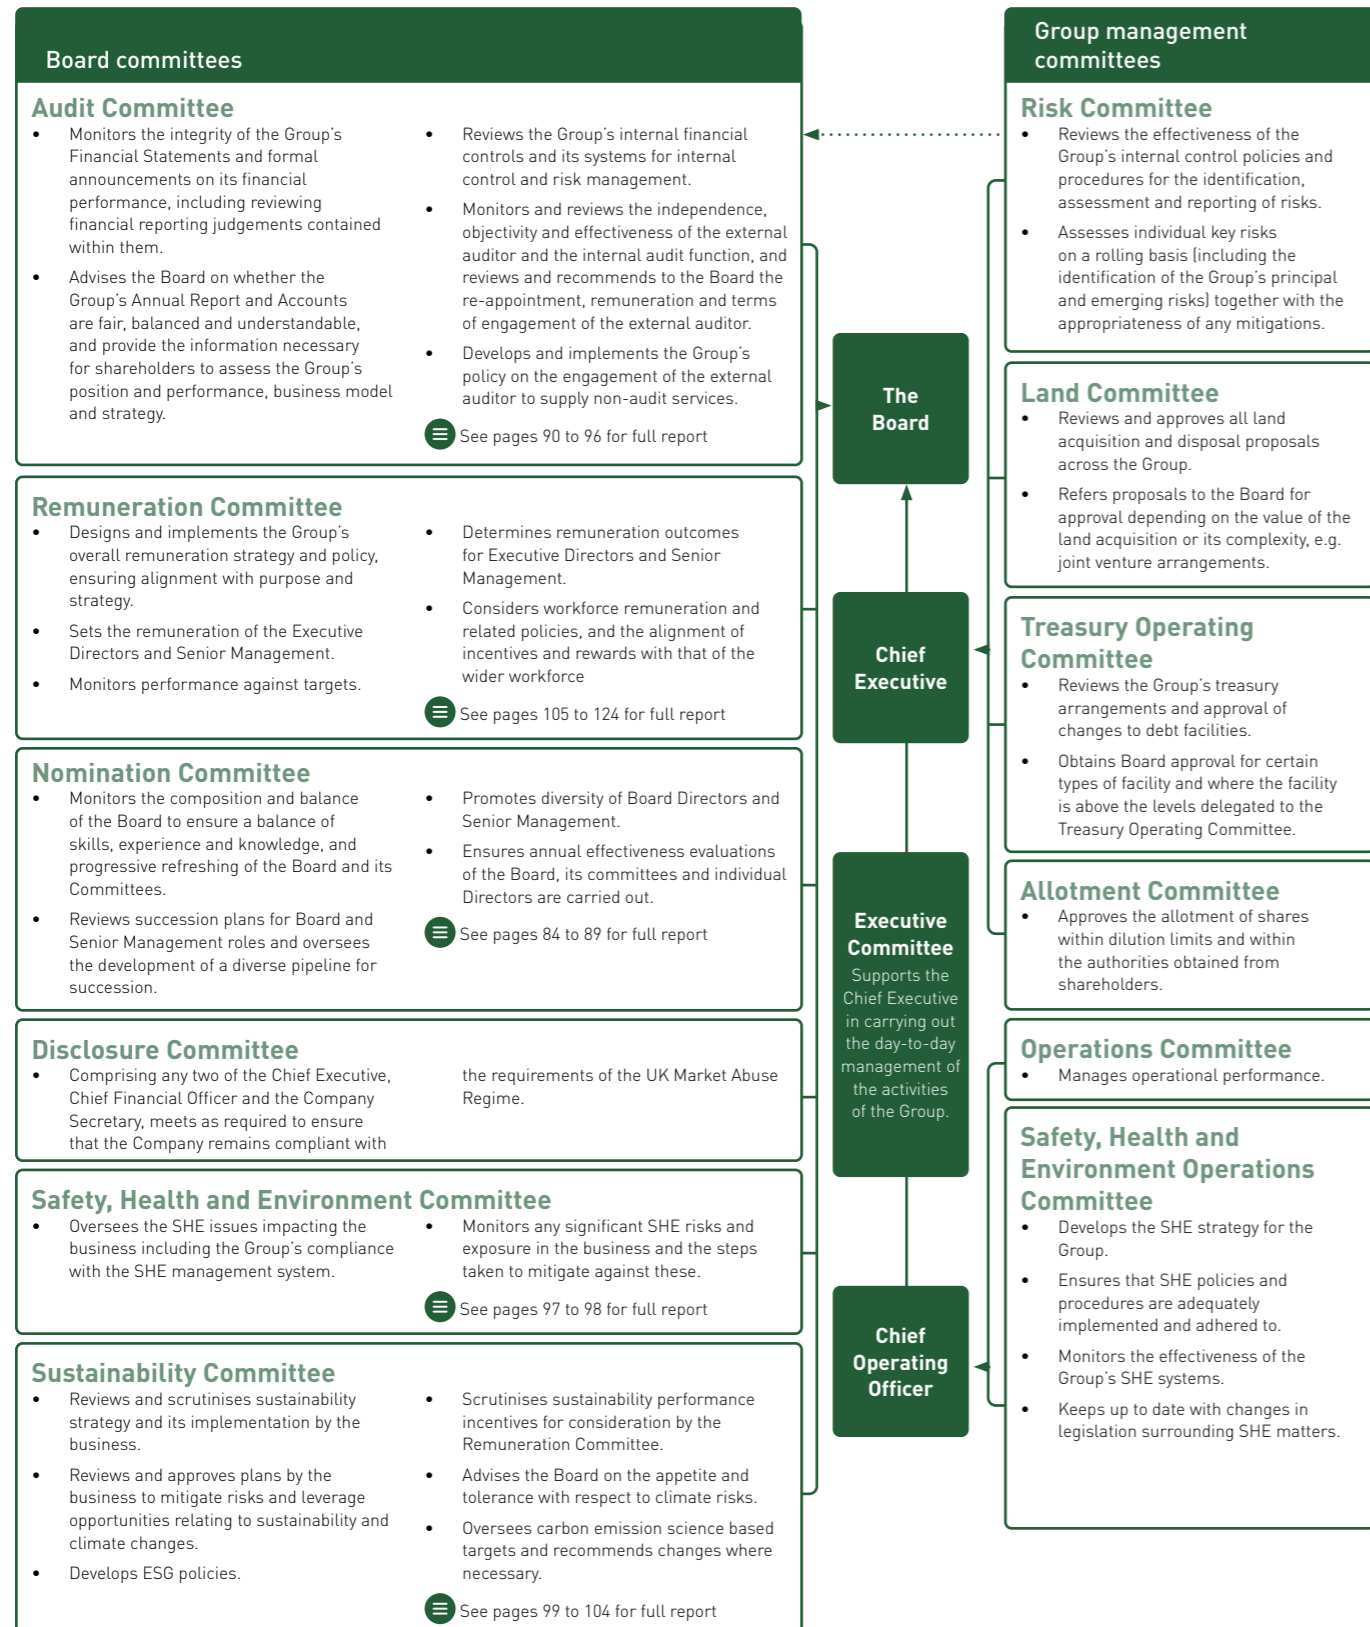 Board committees
Audit Committee
• Monitors the integrity of the Group's
Financial Statements and formal
announcements on its financial
performance, including reviewing
financial reporting judgements contained
within them.
• Advises the Board on whether the
Group's Annual Report and Accounts
are fair, balanced and understandable,
and provide the information necessary
for shareholders to assess the Group's
position and performance, business model
and strategy.
• Reviews the Group's internal financial
controls and its systems for internal
control and risk management.
• Monitors and reviews the independence,
objectivity and effectiveness of the external
auditor and the internal audit function, and
reviews and recommends to the Board the
re-appointment, remuneration and terms
of engagement of the external auditor.
• Develops and implements the Group's
policy on the engagement of the external
auditor to supply non-audit services.
See pages 90 to 96 for full report
Remuneration Committee
• Designs and implements the Group's
overall remuneration strategy and policy,
ensuring alignment with purpose and
strategy.
• Sets the remuneration of the Executive
Directors and Senior Management.
• Monitors performance against targets.
• Determines remuneration outcomes
for Executive Directors and Senior
Management.
• Considers workforce remuneration and
related policies, and the alignment of
incentives and rewards with that of the
wider workforce
See pages 105 to 124 for full report
Nomination Committee
• Monitors the composition and balance
of the Board to ensure a balance of
skills, experience and knowledge, and
progressive refreshing of the Board and its
Committees.
• Reviews succession plans for Board and
Senior Management roles and oversees
the development of a diverse pipeline for
succession.
• Promotes diversity of Board Directors and
Senior Management.
• Ensures annual effectiveness evaluations
of the Board, its committees and individual
Directors are carried out.
See pages 84 to 89 for full report
Disclosure Committee
• Comprising any two of the Chief Executive,
Chief Financial Officer and the Company
Secretary, meets as required to ensure
that the Company remains compliant with
the requirements of the UK Market Abuse
Regime.
Safety, Health and Environment Committee
• Oversees the SHE issues impacting the
business including the Group's compliance
with the SHE management system.
• Monitors any significant SHE risks and
exposure in the business and the steps
taken to mitigate against these.
See pages 97 to 98 for full report
Sustainability Committee
• Reviews and scrutinises sustainability
strategy and its implementation by the
business.
• Reviews and approves plans by the
business to mitigate risks and leverage
opportunities relating to sustainability and
climate changes.
• Develops ESG policies.
• Scrutinises sustainability performance
incentives for consideration by the
Remuneration Committee.
• Advises the Board on the appetite and
tolerance with respect to climate risks.
• Oversees carbon emission science based
targets and recommends changes where
necessary.
See pages 99 to 104 for full report
The
Board
Chief
Executive
Executive
Committee
Supports the
Chief Executive
in carrying out
the day-to-day
management of
the activities
of the Group.
Chief
Operating
Officer
Group management
committees
Risk Committee
• Reviews the effectiveness of the
Group's internal control policies and
procedures for the identification,
assessment and reporting of risks.
• Assesses individual key risks
on a rolling basis (including the
identification of the Group's principal
and emerging risks) together with the
appropriateness of any mitigations.
Land Committee
• Reviews and approves all land
acquisition and disposal proposals
across the Group.
• Refers proposals to the Board for
approval depending on the value of the
land acquisition or its complexity, e.g.
joint venture arrangements.
Treasury Operating
Committee
• Reviews the Group's treasury
arrangements and approval of
changes to debt facilities.
• Obtains Board approval for certain
types of facility and where the facility
is above the levels delegated to the
Treasury Operating Committee.
Allotment Committee
• Approves the allotment of shares
within dilution limits and within
the authorities obtained from
shareholders.
Operations Committee
• Manages operational performance.
Safety, Health and
Environment Operations
Committee
• Develops the SHE strategy for the
Group.
• Ensures that SHE policies and
procedures are adequately
implemented and adhered to.
• Monitors the effectiveness of the
Group's SHE systems.
• Keeps up to date with changes in
legislation surrounding SHE matters.